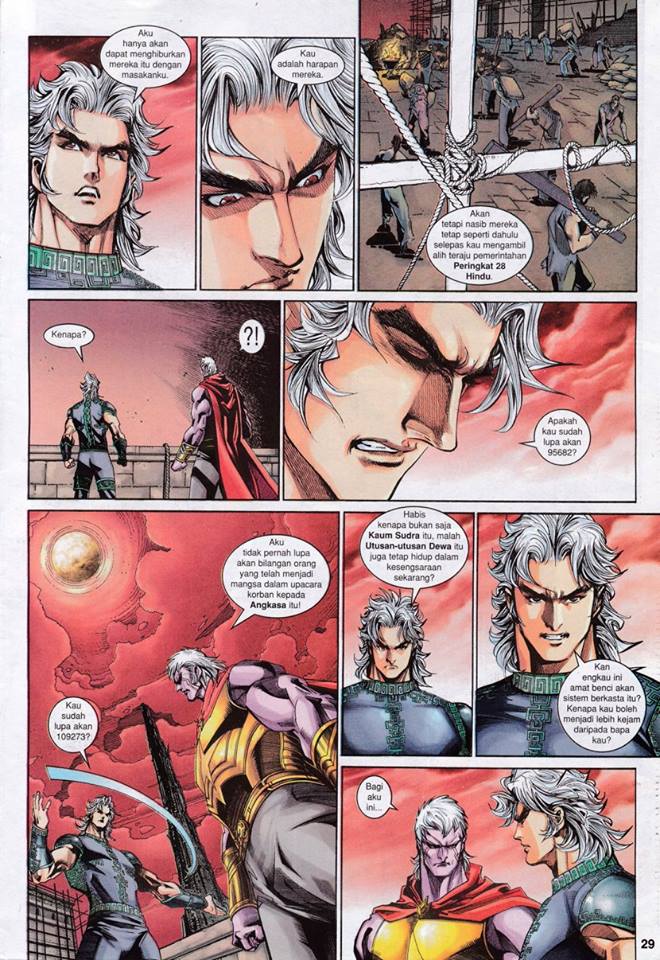 Aku
hanya akan
dapat menghiburkan
mereka itu dengan
masakanku.
Kau
adalah harapan
mereka.
Akan
tetapi nasib mereka
tetap seperti dahulu
selepas kau mengambil
alih teraju pemerintahan
Peringkat 28
Hindu.
Kenapa?
?!
Apakah
kau sudah
lupa akan
95682?
Aku
tidak pernah lupa
akan bilangan orang
yang telah menjadi
mangsa dalam upacara
korban kepada
Angkasa itu!
Kau
sudah
lupa akan
109273?
Habis
kenapa bukan saja
Kaum Sudra itu, malah
Utusan-utusan Dewa itu
juga tetap hidup dalam
kesengsaraan
sekarang?
Kan
engkau ini
amat benci akan
sistem berkasta itu?
Kenapa kau boleh
menjadi lebih kejam
daripada bapa
kau?
Bagi
aku
ini...
29